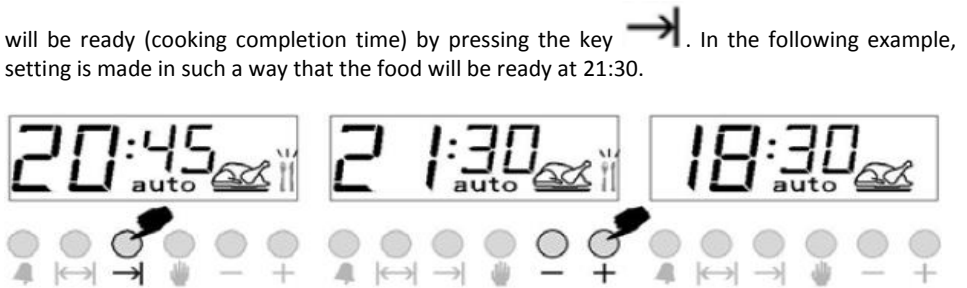 will be ready (cooking completion time) by pressing the key →|. In the following example,
setting is made in such a way that the food will be ready at 21:30.
20:45 auto
21:30 auto
18:30 auto